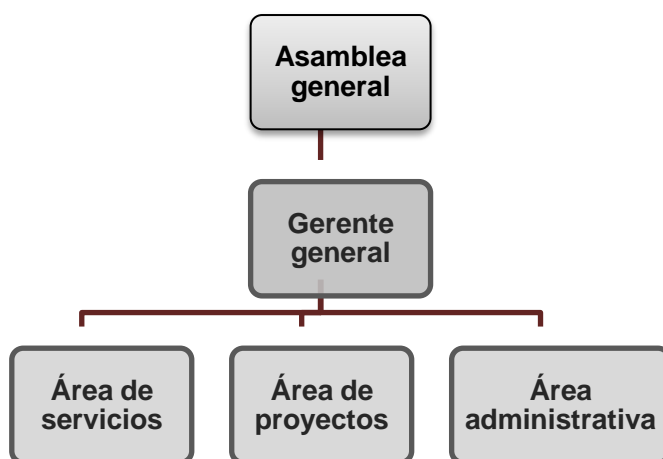 Asamblea
general
Gerente
general
Área de
servicios
Área de
proyectos
Área
administrativa